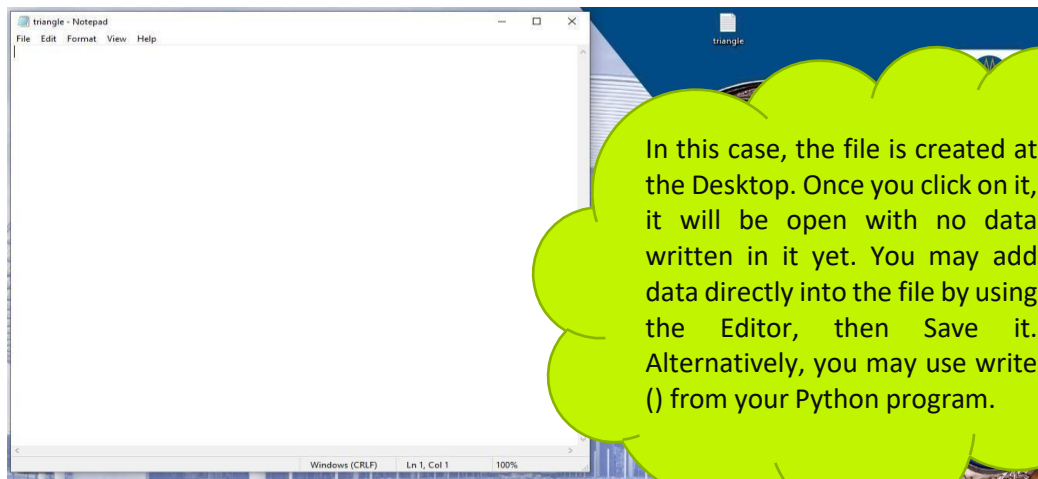 triangle - Notepad
File Edit Format View Help
Windows (CRLF) Ln 1, Col 1 100%
triangle
In this case, the file is created at
the Desktop. Once you click on it,
it will be open with no data
written in it yet. You may add
data directly into the file by using
the Editor, then Save it.
Alternatively, you may use write
() from your Python program.